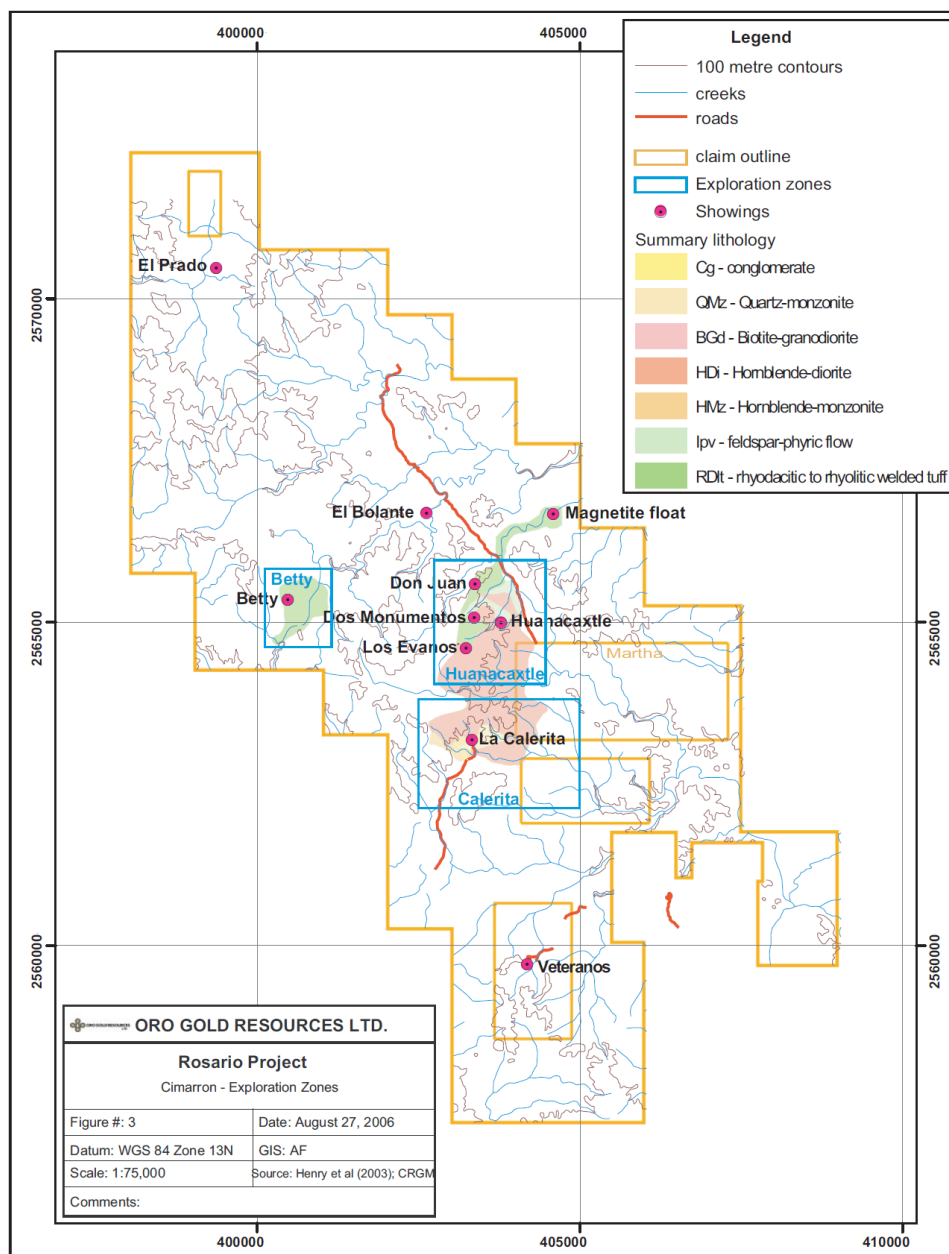 400000
405000
Legend
100 metre contours
creeks
roads
claim outline
Exploration zones
Showings
Summary lithology
Cg - conglomerate
QMz - Quartz-monzonite
BGd - Biotite-granodiorite
HDi - Hornblende-diorite
HMz - Hornblende-monzonite
Ipv - feldspar-phyric flow
RDIt - rhyodacitic to rhyolitic welded tuff
El Prado
2570000
2570000
El Bolante
Magnetite float
Betty
Don Juan
Betty
Dos Monumentos
Huanacaxtle
2565000
2565000
Los Evanos
Martha
Huanacaxtle
La Calerita
Calerita
2560000
2560000
Veteranos
ORO GOLD RESOURCES LTD.
Rosario Project
Cimarron - Exploration Zones
Figure #: 3
Date: August 27, 2006
Datum: WGS 84 Zone 13N
GIS: AF
Scale: 1:75,000
Source: Henry et al (2003); CRGM
Comments:
400000
405000
410000